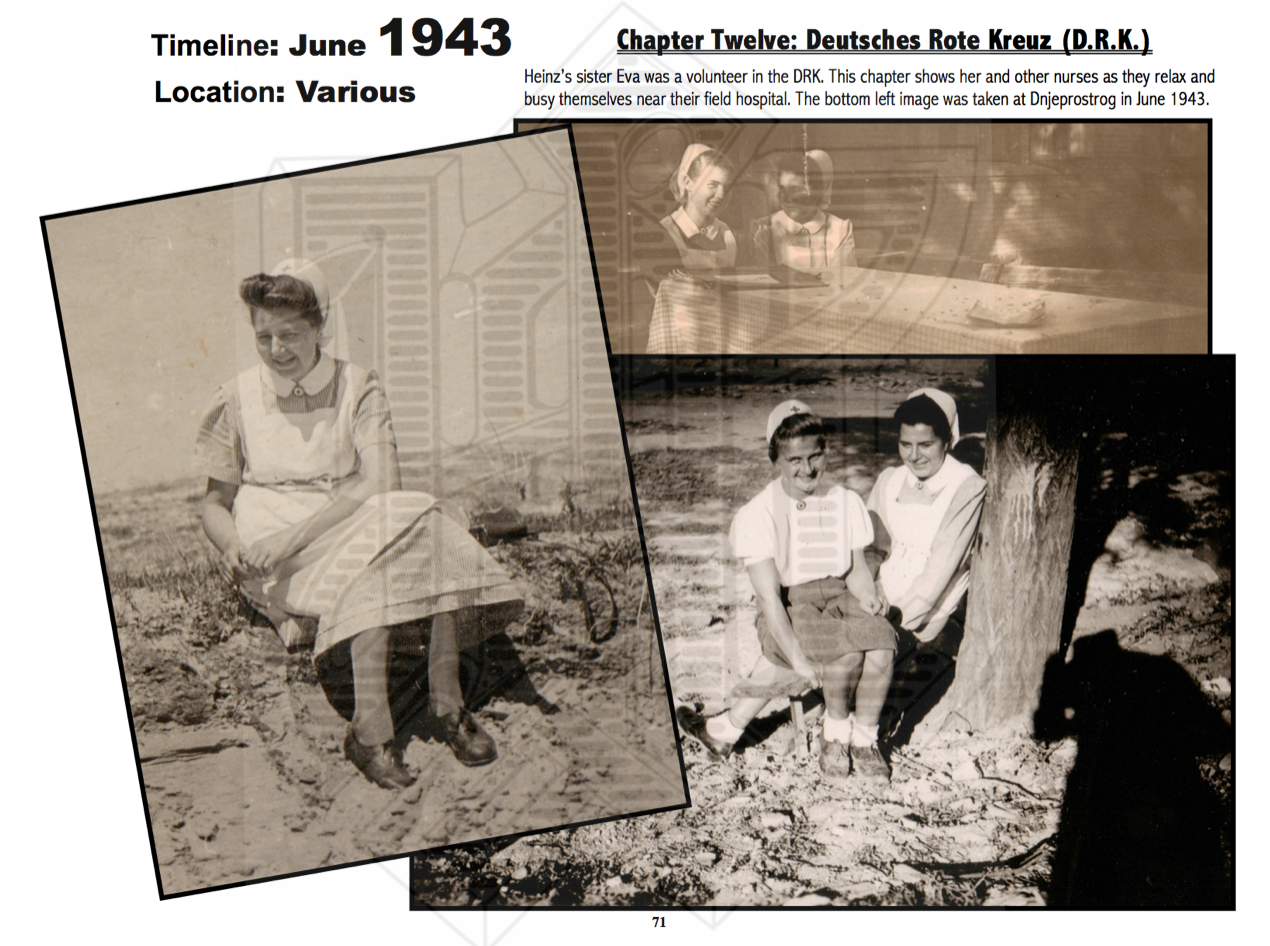 Timeline: June 1943
Location: Various
Chapter Twelve: Deutsches Rote Kreuz (D.R.K.)
Heinz's sister Eva was a volunteer in the DRK. This chapter shows her and other nurses as they relax and
busy themselves near their field hospital. The bottom left image was taken at Dnjeprostrog in June 1943.
71